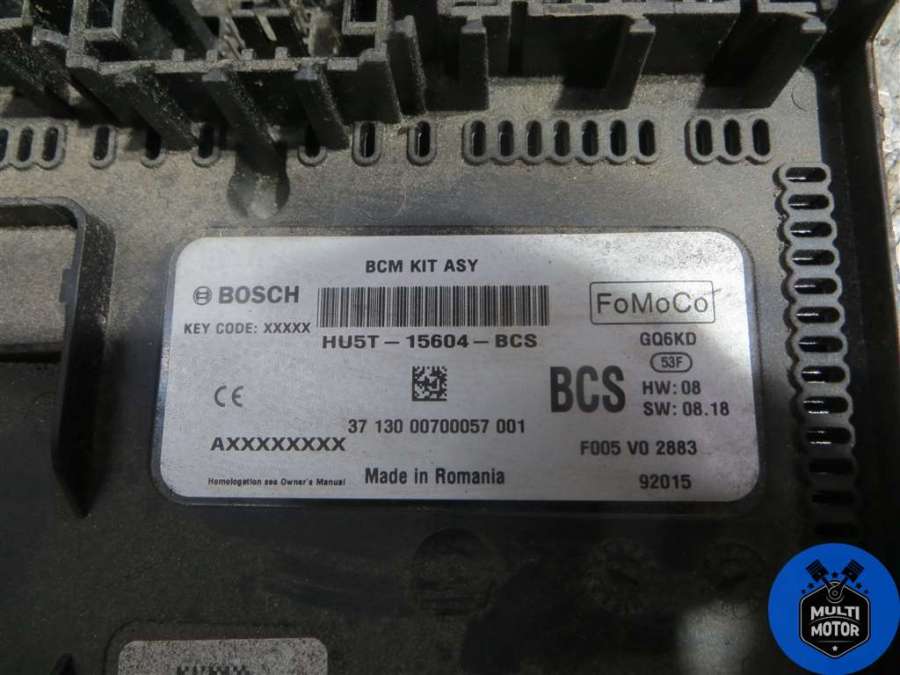 BCM KIT ASY
BOSCH
FoMoCo
KEY CODE: XXXXX
HU5T-15604-BCS
GQ6KD
53F
BCS
HW: 08
SW: 08.18
CE
37 130 00700057 001
AXXXXXXXX
F005 V0 2883
Homologation see Owner's Manual
Made in Romania
92015
MULTI
MOTOR